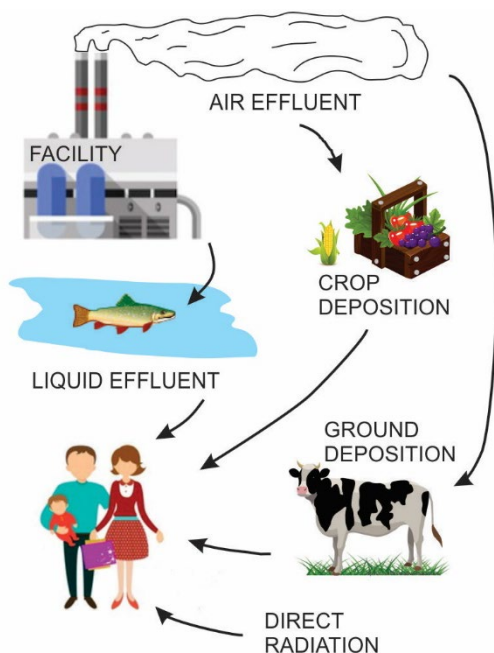 AIR EFFLUENT
FACILITY
CROP
DEPOSITION
LIQUID EFFLUENT
GROUND
DEPOSITION
DIRECT
RADIATION